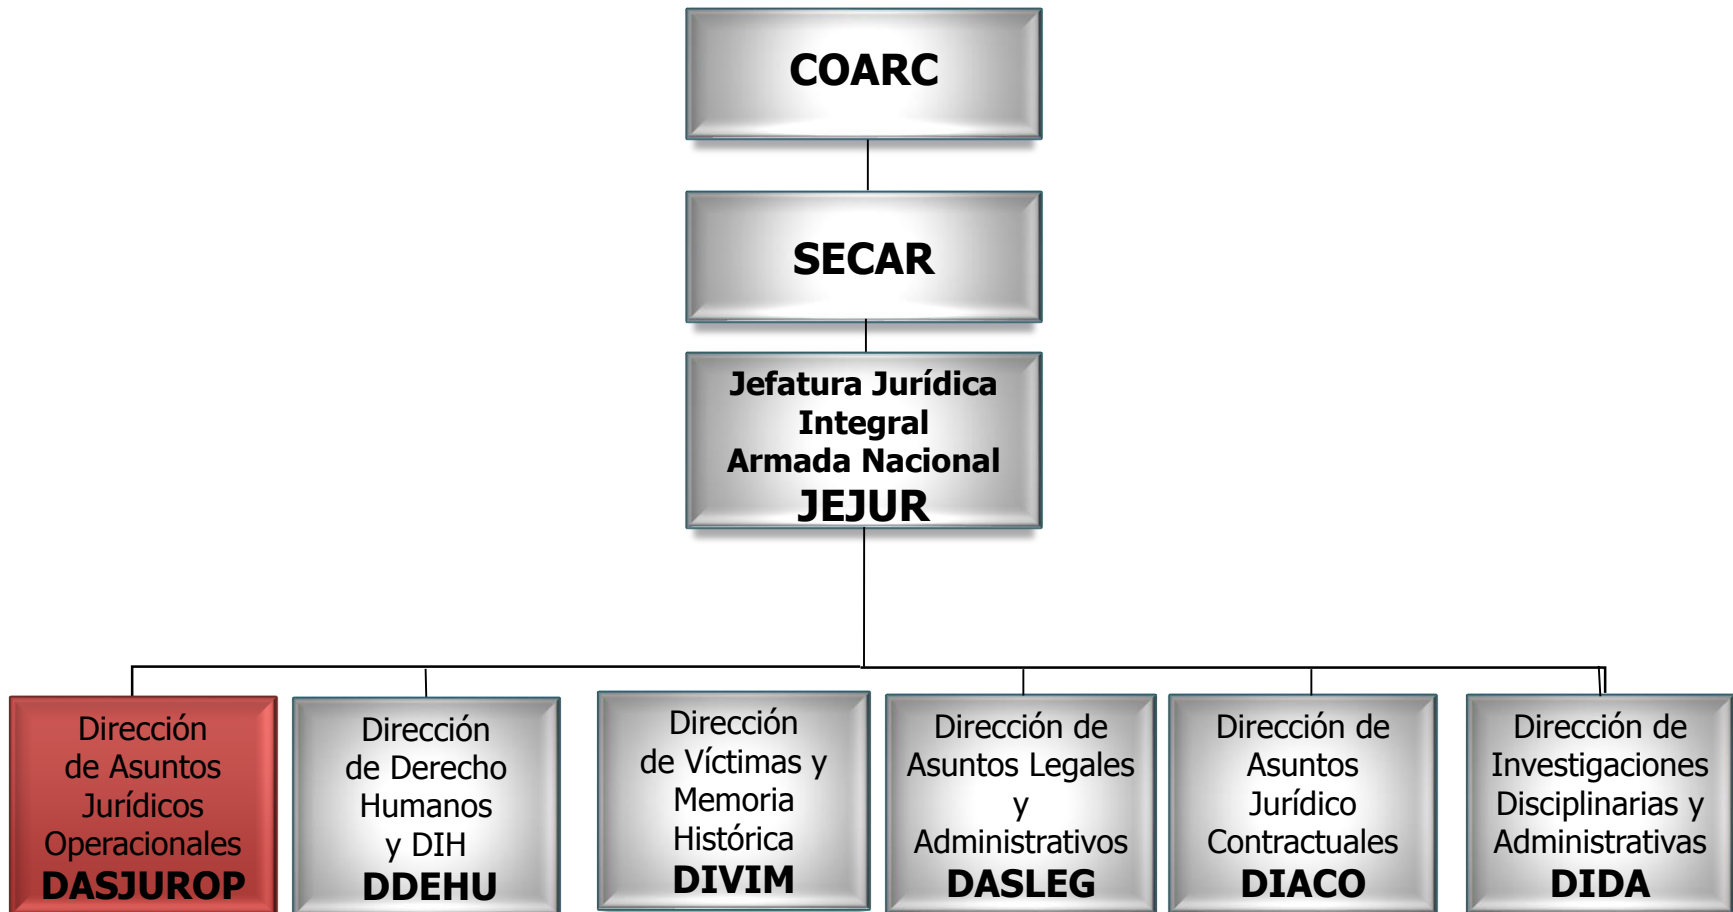 COARC
SECAR
Jefatura Jurídica
Integral
Armada Nacional
JEJUR
Dirección
de Asuntos
Jurídicos
Operacionales
DASJUROP
Dirección
de Derecho
Humanos
y DIH
DDEHU
Dirección
de Víctimas y
Memoria
Histórica
DIVIM
Dirección de
Asuntos Legales
y
Administrativos
DASLEG
Dirección de
Asuntos
Jurídico
Contractuales
DIACO
Dirección de
Investigaciones
Disciplinarias y
Administrativas
DIDA